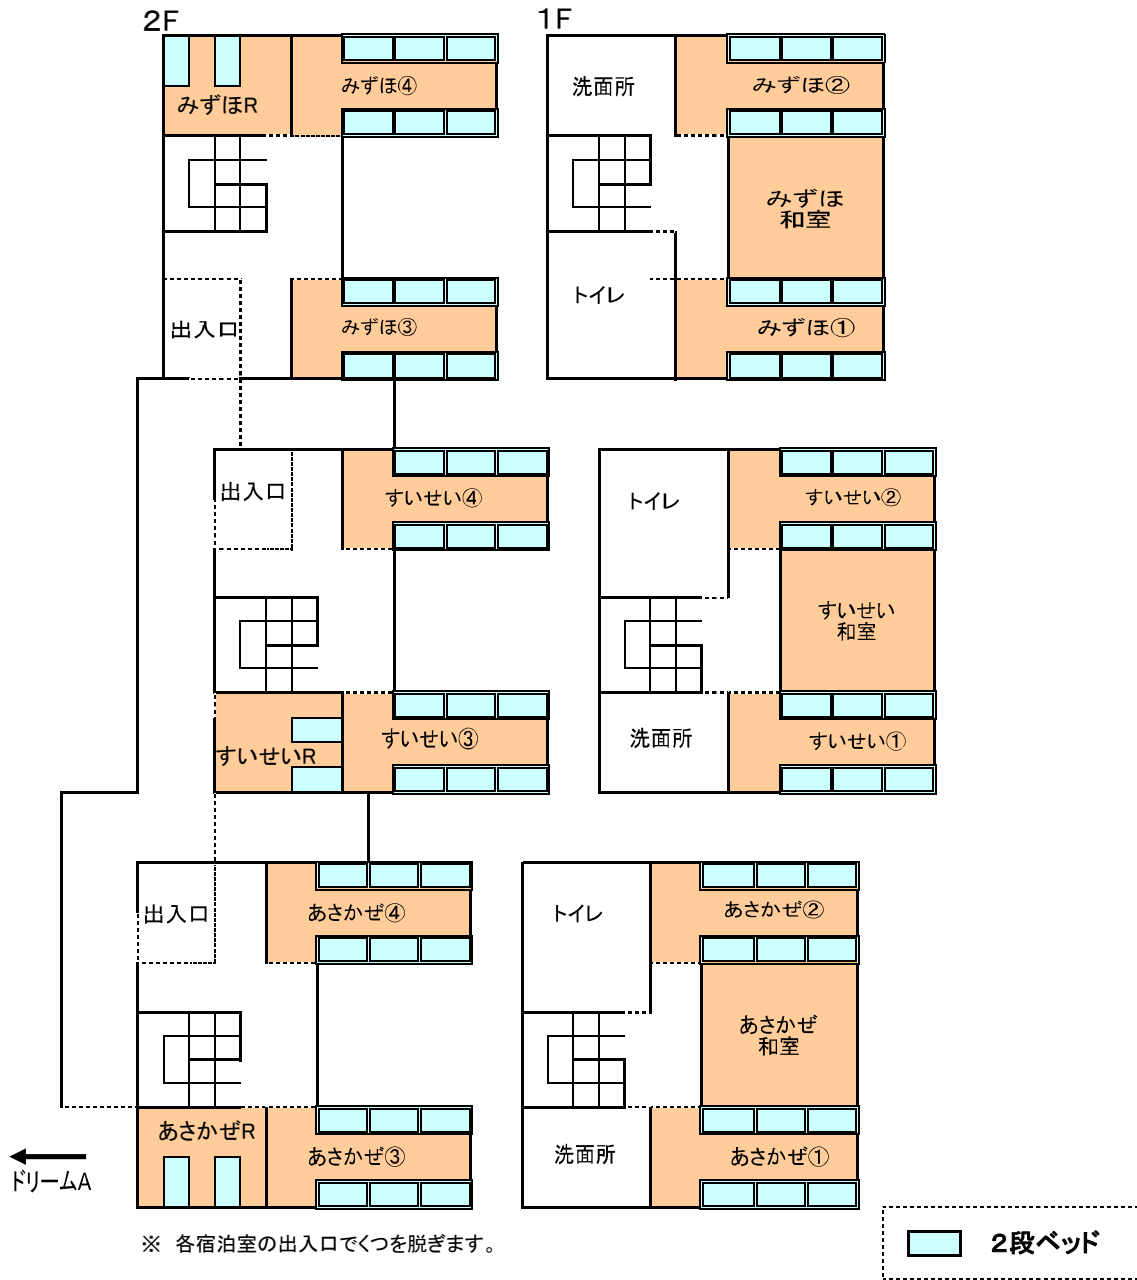 2F
1F
みずほR
みずほ④
洗面所
みずほ②
みずほ
和室
出入口
みずほ③
トイレ
みずほ①
出入口
すいせい④
トイレ
すいせい②
すいせい
和室
すいせいR
すいせい③
洗面所
すいせい①
出入口
あさかぜ④
トイレ
あさかぜ②
あさかぜ
和室
あさかぜR
あさかぜ③
洗面所
あさかぜ①
ドリームA
※ 各宿泊室の出入口でくつを脱ぎます。
2段ベッド